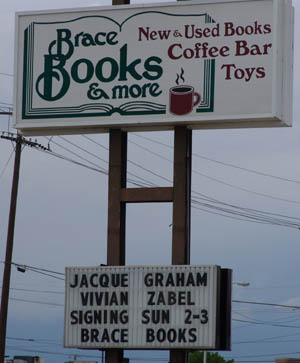 Brace
Books
& more
New & Used Books
Coffee Bar
Toys
JACQUE GRAHAM
VIVIAN ZABEL
SIGNING SUN 2-3
BRACE BOOKS